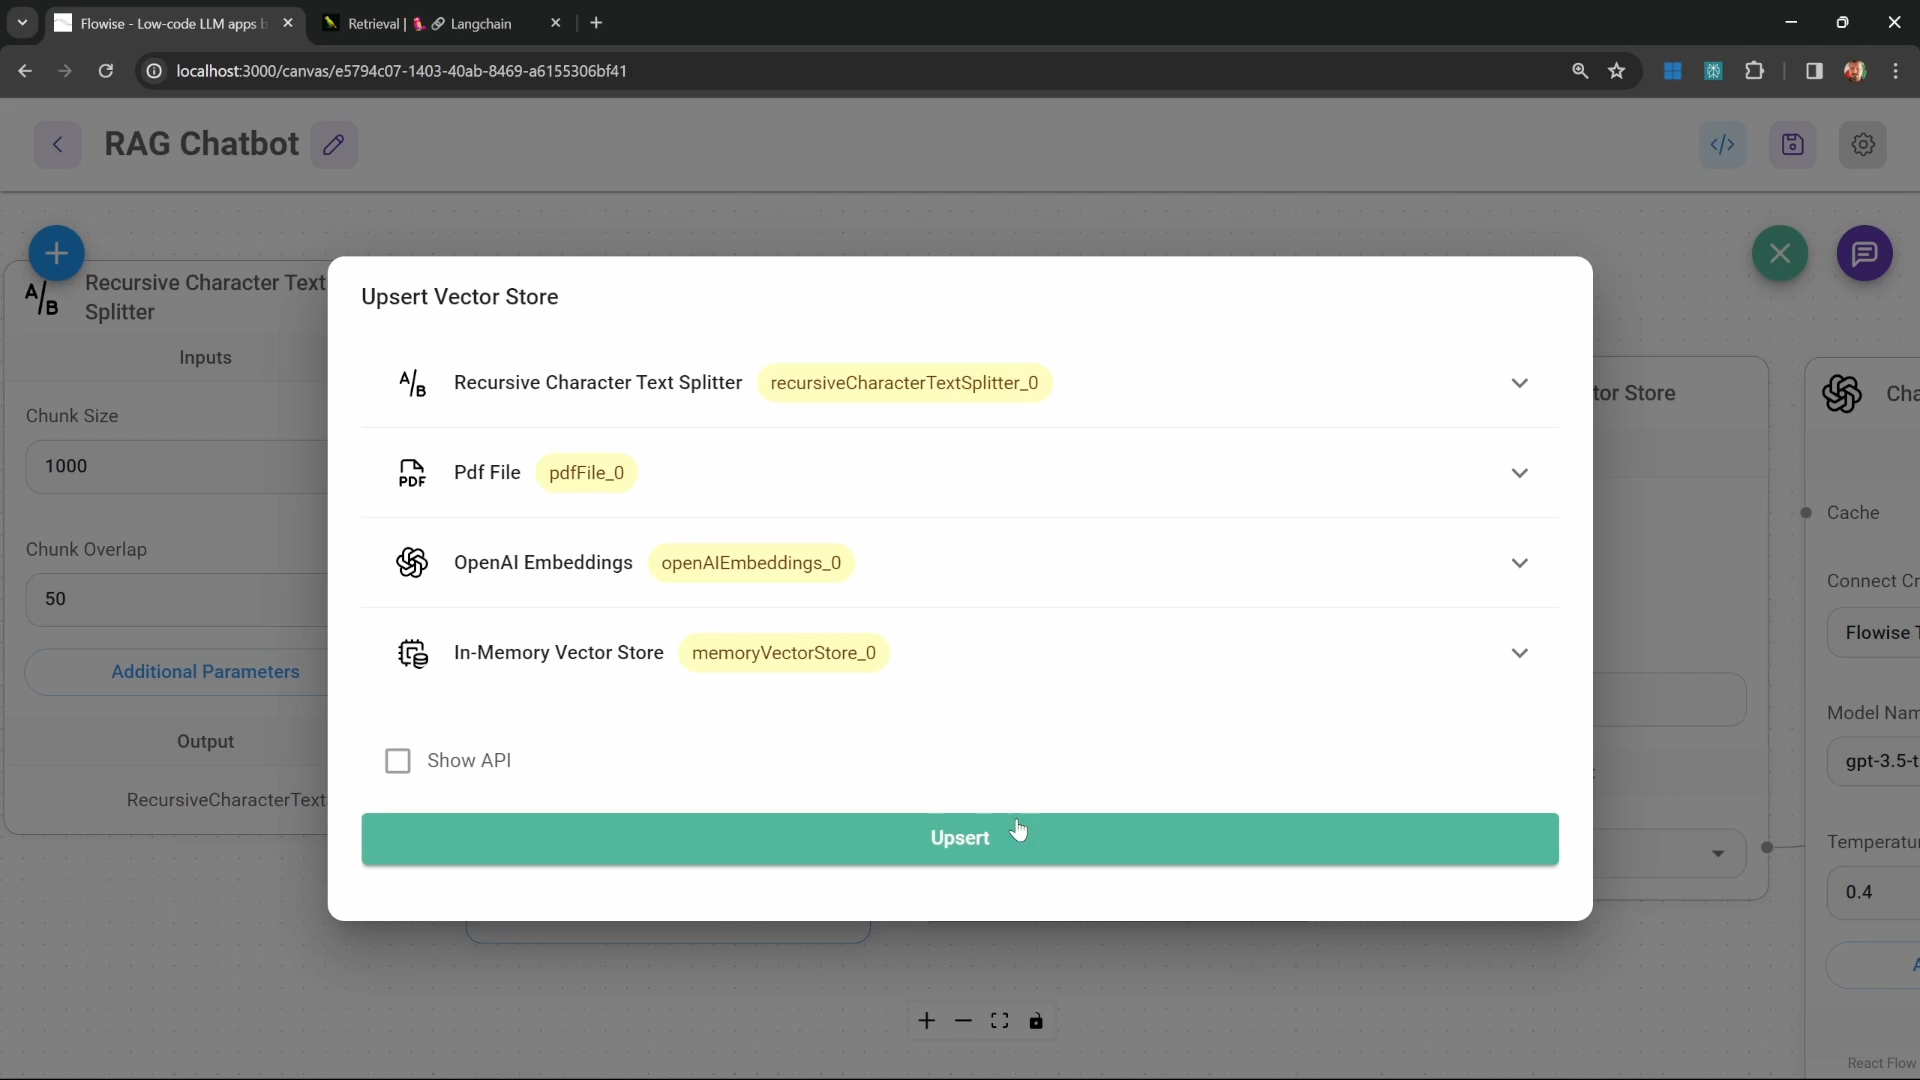 Flowise - Low-code LLM apps b
Retrieval | Langchain
localhost:3000/canvas/e5794c07-1403-40ab-8469-a6155306bf41
RAG Chatbot
Recursive Character Text
Splitter
Inputs
Chunk Size
1000
Chunk Overlap
50
Additional Parameters
Output
RecursiveCharacterText
Upsert Vector Store
A/B Recursive Character Text Splitter recursiveCharacterTextSplitter_0
PDF Pdf File pdfFile_0
OpenAI Embeddings openAIEmbeddings_0
In-Memory Vector Store memoryVectorStore_0
Show API
Upsert
tor Store
Cha
Cache
Connect Cr
Flowise T
Model Nam
gpt-3.5-t
Temperatu
0.4
A
React Flow